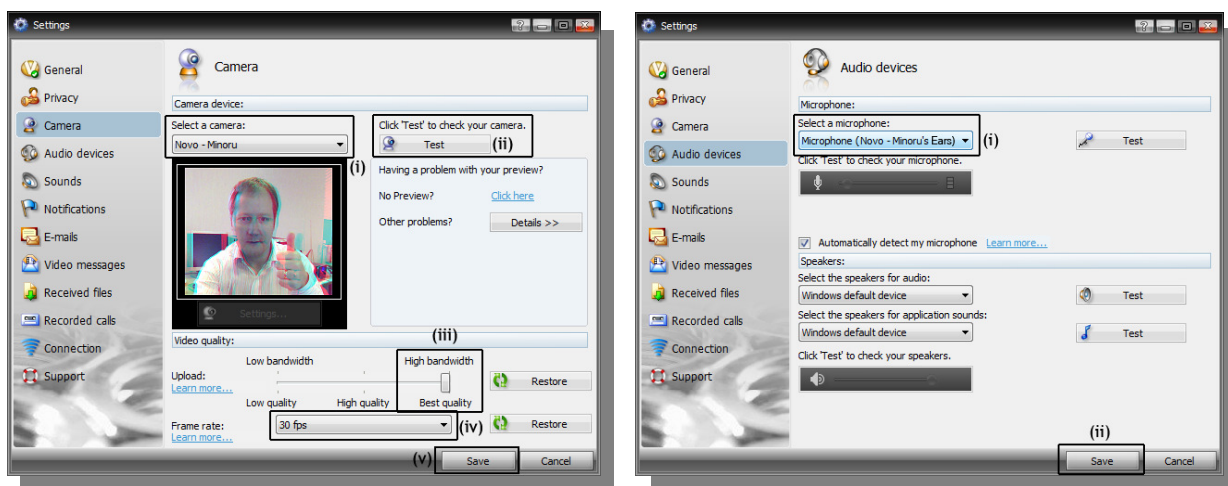 Settings
General
Privacy
Camera
Audio devices
Sounds
Notifications
E-mails
Video messages
Received files
Recorded calls
Connection
Support
Camera
Camera device:
Select a camera:
Novo - Minoru
(i)
Click 'Test' to check your camera.
Test
(ii)
Having a problem with your preview?
No Preview? Click here
Other problems? Details >>
Settings...
(iii)
Video quality:
Low bandwidth High bandwidth
Upload:
Learn more...
Restore
Low quality High quality Best quality
Frame rate:
Learn more...
30 fps
(iv)
Restore
(v)
Save
Cancel
Settings
General
Privacy
Camera
Audio devices
Sounds
Notifications
E-mails
Video messages
Received files
Recorded calls
Connection
Support
Audio devices
Microphone:
Select a microphone:
Microphone (Novo - Minoru's Ears)
(i)
Test
Click 'Test' to check your microphone.
Automatically detect my microphone Learn more...
Speakers:
Select the speakers for audio:
Windows default device
Test
Select the speakers for application sounds:
Windows default device
Test
Click 'Test' to check your speakers.
(ii)
Save
Cancel